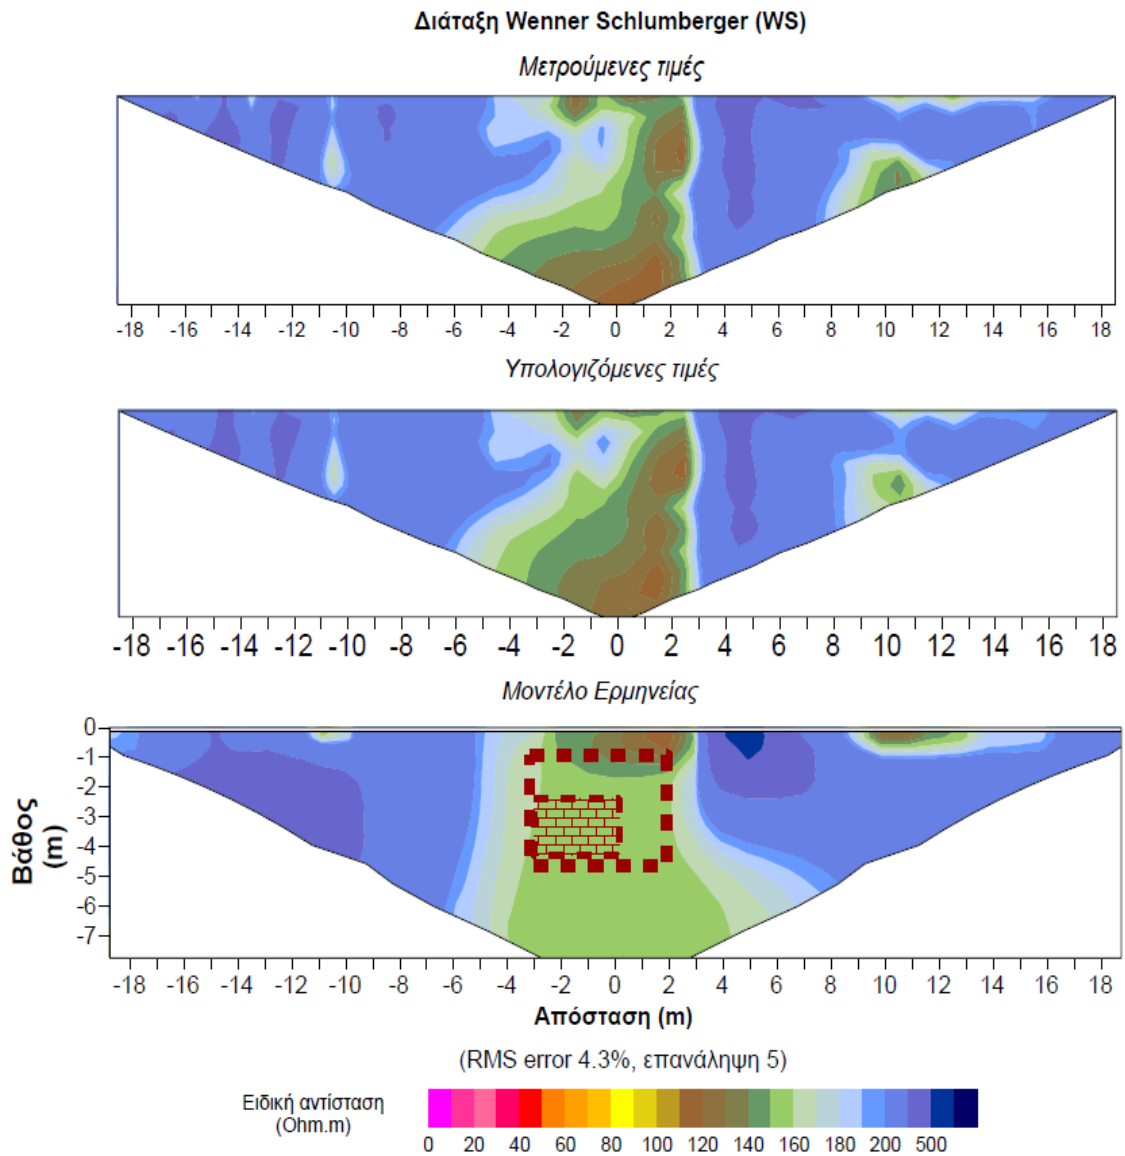 Διάταξη Wenner Schlumberger (WS)
Μετρούμενες τιμές
-18 -16 -14 -12 -10 -8 -6 -4 -2 0 2 4 6 8 10 12 14 16 18
Υπολογιζόμενες τιμές
-18 -16 -14 -12 -10 -8 -6 -4 -2 0 2 4 6 8 10 12 14 16 18
Μοντέλο Ερμηνείας
Βάθος
(m)
0
-1
-2
-3
-4
-5
-6
-7
-18 -16 -14 -12 -10 -8 -6 -4 -2 0 2 4 6 8 10 12 14 16 18
Απόσταση (m)
(RMS error 4.3%, επανάληψη 5)
Ειδική αντίσταση
(Ohm.m)
0 20 40 60 80 100 120 140 160 180 200 500